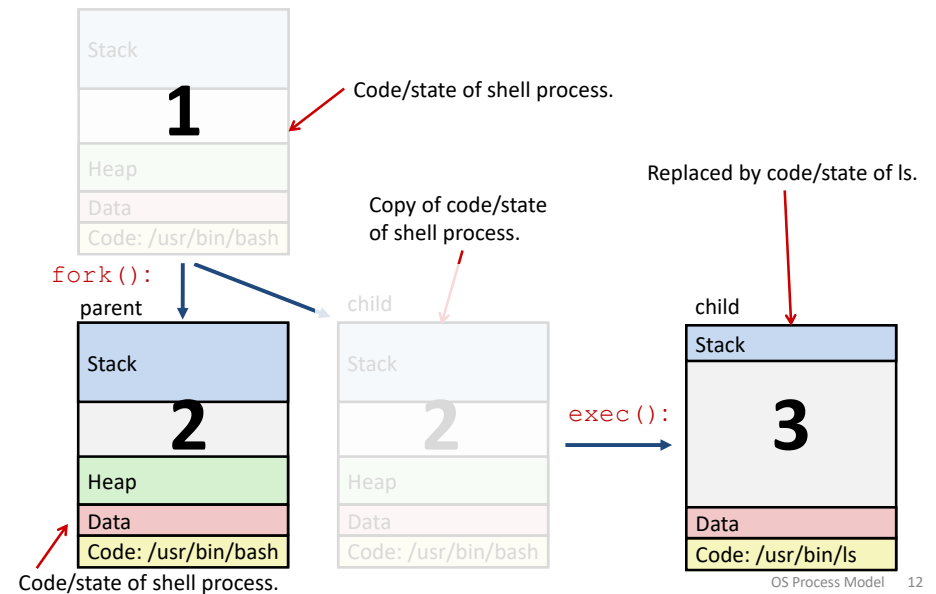 Stack
1
Code/state of shell process.
Heap
Data
Code: /usr/bin/bash
Replaced by code/state of ls.
Copy of code/state
of shell process.
fork():
parent
child
child
Stack
2
Heap
Data
Code: /usr/bin/bash
Code/state of shell process.
Stack
2
Heap
Data
Code: /usr/bin/bash
exec():
Stack
3
Data
Code: /usr/bin/ls
OS Process Model 12